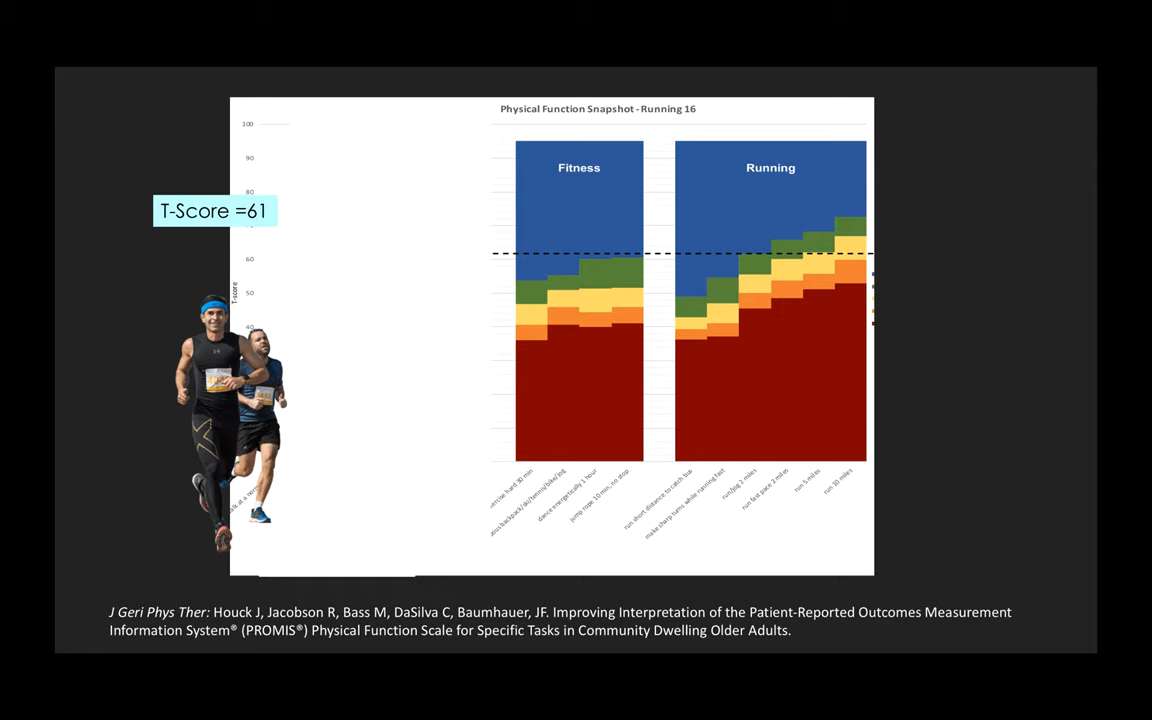 Physical Function Snapshot - Running 16
100
90
80
T-Score =61
60
50
40
T-score
Fitness
Running
dance energetically 1 hour
jump rope 10 min, no stop
run short distance to catch bus
make sharp turns while running fast
run/jog 2 miles
run fast pace 2 miles
run 5 miles
run 10 miles
J Geri Phys Ther: Houck J, Jacobson R, Bass M, DaSilva C, Baumhauer, JF. Improving Interpretation of the Patient-Reported Outcomes Measurement
Information System® (PROMIS®) Physical Function Scale for Specific Tasks in Community Dwelling Older Adults.